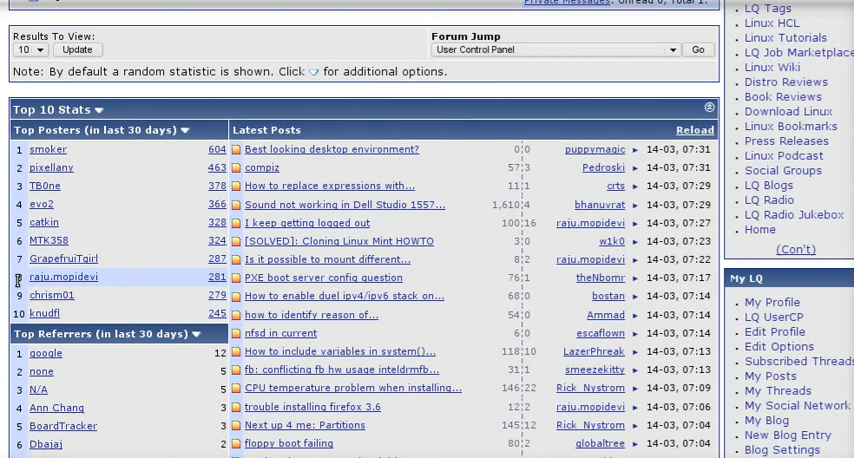 Private Messages: Unread 0, Total 1.
Results To View:
10 Update
Forum Jump
User Control Panel Go
Note: By default a random statistic is shown. Click for additional options.
Top 10 Stats
Top Posters (in last 30 days)
1 smoker 604
2 pixellany 463
3 TB0ne 378
4 evo2 366
5 catkin 328
6 MTK358 324
7 GrapefruiTgirl 287
raju.mopidevi 281
9 chrism01 279
10 knudfl 245
Top Referrers (in last 30 days)
1 google 12
2 none 5
3 N/A 5
4 Ann Chang 3
5 BoardTracker 3
6 Dbajaj 2
Latest Posts Reload
Best looking desktop environment? 0 0 puppymagic 14-03, 07:31
compiz 57 3 Pedroski 14-03, 07:31
How to replace expressions with... 11 1 crts 14-03, 07:29
Sound not working in Dell Studio 1557... 1,610 4 bhanuvrat 14-03, 07:29
I keep getting logged out 100 16 raju.mopidevi 14-03, 07:27
[SOLVED]: Cloning Linux Mint HOWTO 3 0 w1k0 14-03, 07:23
Is it possible to mount different... 8 2 raju.mopidevi 14-03, 07:22
PXE boot server config question 76 1 theNbomr 14-03, 07:17
How to enable duel ipv4/ipv6 stack on... 68 0 bostan 14-03, 07:14
how to identify reason of... 54 0 Ammad 14-03, 07:14
nfsd in current 6 0 escaflown 14-03, 07:14
How to include variables in system()... 118 10 LazerPhreak 14-03, 07:13
fb: conflicting fb hw usage inteldrmfb... 31 1 smeezekitty 14-03, 07:13
CPU temperature problem when installing... 146 22 Rick_Nystrom 14-03, 07:09
trouble installing firefox 3.6 12 2 raju.mopidevi 14-03, 07:06
Next up 4 me: Partitions 145 12 Rick_Nystrom 14-03, 07:04
floppy boot failing 80 2 globaltree 14-03, 07:04
LQ Tags
Linux HCL
Linux Tutorials
LQ Job Marketplace
Linux Wiki
Distro Reviews
Book Reviews
Download Linux
Linux Bookmarks
Press Releases
Linux Podcast
Social Groups
LQ Blogs
LQ Radio
LQ Radio Jukebox
Home
(Con't)
My LQ
My Profile
LQ UserCP
Edit Profile
Edit Options
Subscribed Threads
My Posts
My Threads
My Social Network
My Blog
New Blog Entry
Blog Settings